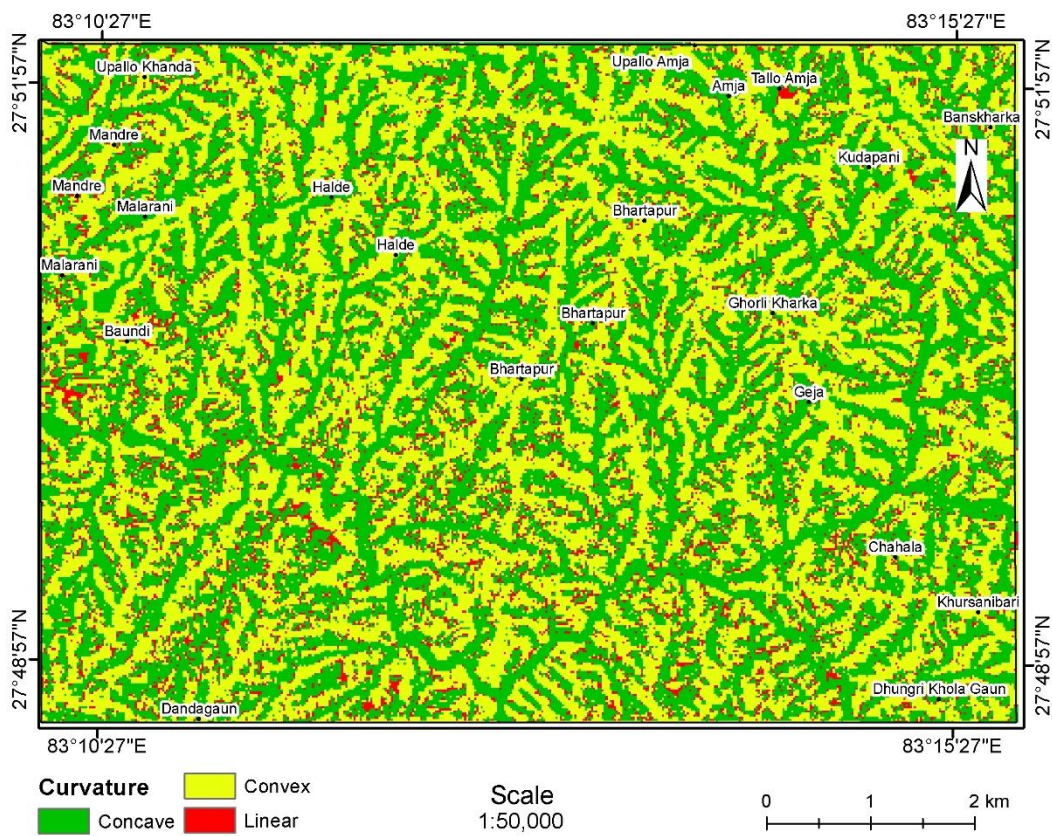 83°10'27"E
83°15'27"E
27°51'57"N
27°51'57"N
Upallo Khanda
Upallo Amja
Tallo Amja
Amja
Banskharka
Mandre
N
Kudapani
Mandre
Halde
Malarani
Bhartapur
Halde
Malarani
Ghorli Kharka
Bhartapur
Baundi
Bhartapur
Geja
Chahala
Khursanibari
27°48'57"N
27°48'57"N
Dhungri Khola Gaun
Dandagaun
83°10'27"E
83°15'27"E
Curvature
Convex
Concave
Linear
Scale
1:50,000
0 1 2 km